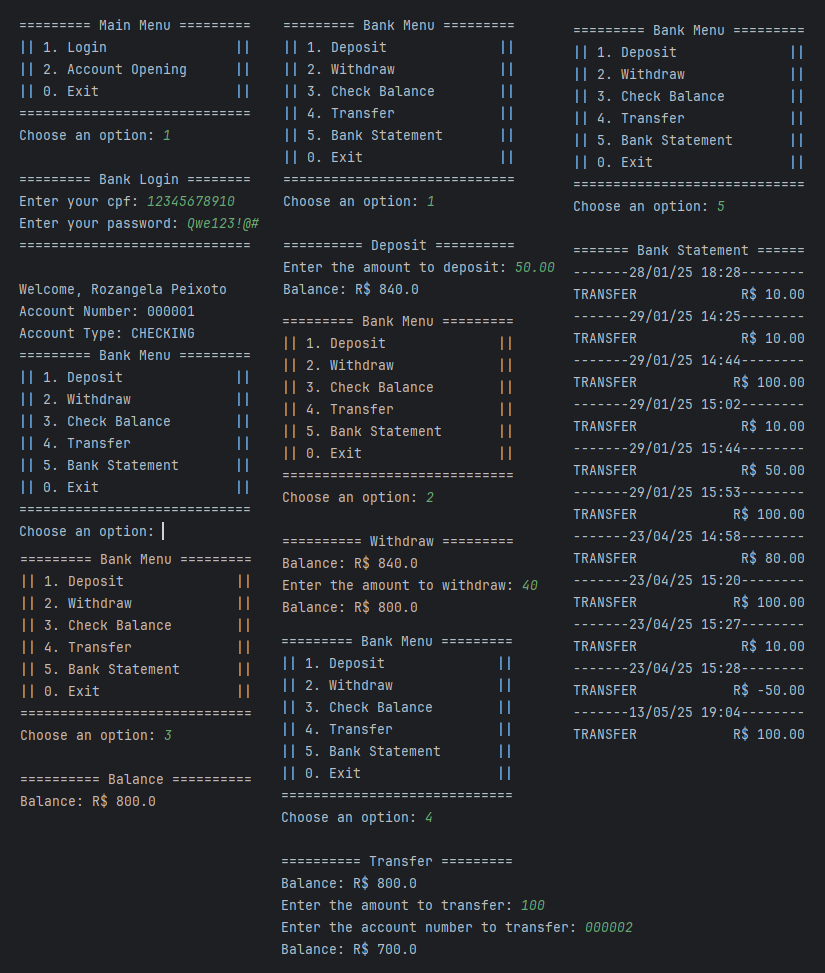 ========= Main Menu =========
|| 1. Login                ||
|| 2. Account Opening      ||
|| 0. Exit                 ||
=============================
Choose an option: 1
========= Bank Login ========
Enter your cpf: 12345678910
Enter your password: Qwe123!@#
=============================
Welcome, Rozangela Peixoto
Account Number: 000001
Account Type: CHECKING
========= Bank Menu =========
|| 1. Deposit              ||
|| 2. Withdraw             ||
|| 3. Check Balance        ||
|| 4. Transfer             ||
|| 5. Bank Statement       ||
|| 0. Exit                 ||
=============================
Choose an option:
========= Bank Menu =========
|| 1. Deposit              ||
|| 2. Withdraw             ||
|| 3. Check Balance        ||
|| 4. Transfer             ||
|| 5. Bank Statement       ||
|| 0. Exit                 ||
=============================
Choose an option: 3
========== Balance ==========
Balance: R$ 800.0
========= Bank Menu =========
|| 1. Deposit              ||
|| 2. Withdraw             ||
|| 3. Check Balance        ||
|| 4. Transfer             ||
|| 5. Bank Statement       ||
|| 0. Exit                 ||
=============================
Choose an option: 1
========== Deposit ==========
Enter the amount to deposit: 50.00
Balance: R$ 840.0
========= Bank Menu =========
|| 1. Deposit              ||
|| 2. Withdraw             ||
|| 3. Check Balance        ||
|| 4. Transfer             ||
|| 5. Bank Statement       ||
|| 0. Exit                 ||
=============================
Choose an option: 2
========== Withdraw =========
Balance: R$ 840.0
Enter the amount to withdraw: 40
Balance: R$ 800.0
========= Bank Menu =========
|| 1. Deposit              ||
|| 2. Withdraw             ||
|| 3. Check Balance        ||
|| 4. Transfer             ||
|| 5. Bank Statement       ||
|| 0. Exit                 ||
=============================
Choose an option: 4
========== Transfer =========
Balance: R$ 800.0
Enter the amount to transfer: 100
Enter the account number to transfer: 000002
Balance: R$ 700.0
========= Bank Menu =========
|| 1. Deposit              ||
|| 2. Withdraw             ||
|| 3. Check Balance        ||
|| 4. Transfer             ||
|| 5. Bank Statement       ||
|| 0. Exit                 ||
=============================
Choose an option: 5
======= Bank Statement ======
-------28/01/25 18:28--------
TRANSFER             R$ 10.00
-------29/01/25 14:25--------
TRANSFER             R$ 10.00
-------29/01/25 14:44--------
TRANSFER            R$ 100.00
-------29/01/25 15:02--------
TRANSFER             R$ 10.00
-------29/01/25 15:44--------
TRANSFER             R$ 50.00
-------29/01/25 15:53--------
TRANSFER            R$ 100.00
-------23/04/25 14:58--------
TRANSFER             R$ 80.00
-------23/04/25 15:20--------
TRANSFER            R$ 100.00
-------23/04/25 15:27--------
TRANSFER             R$ 10.00
-------23/04/25 15:28--------
TRANSFER            R$ -50.00
-------13/05/25 19:04--------
TRANSFER            R$ 100.00